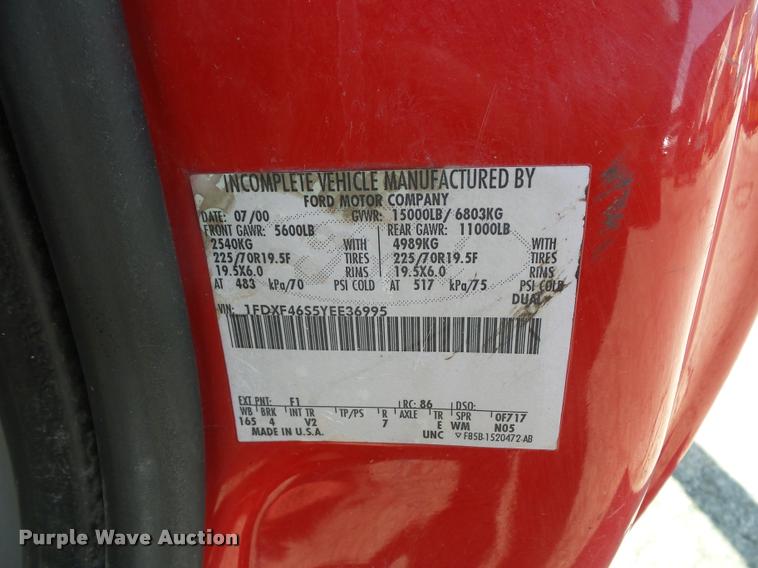 INCOMPLETE VEHICLE MANUFACTURED BY
FORD MOTOR COMPANY
DATE: 07/00 GVWR: 15000LB/ 6803KG
FRONT GAWR: 5600LB REAR GAWR: 11000LB
2540KG WITH 4989KG WITH
225/70R19.5F TIRES 225/70R19.5F TIRES
19.5X6.0 RIMS 19.5X6.0 RIMS
AT 483 kPa/70 PSI COLD AT 517 kPa/75 PSI COLD
DUAL
VIN: 1FDXF46S5YEE36995
EXT PNT: F1 RC: 86 DSO:
WB BRK INT TR TP/PS R AXLE TR SPR 0F717
165 4 V2 7 E WM N05
MADE IN U.S.A. UNC ▽ F85B-1520472-AB
Purple Wave Auction